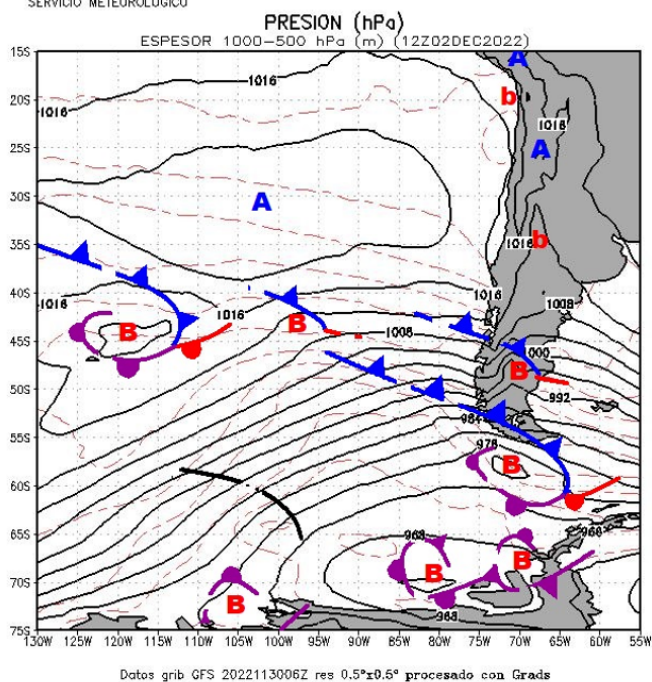 SERVICIO METEOROLOGICO
PRESION (hPa)
ESPESOR 1000-500 hPa (m) (12Z02DEC2022)
15S
A
1016
b
20S
1016
1018
25S
A
30S
A
35S
1016
b
40S
1016
1016
1016
1008
B
B
1008
45S
1000
B
50S
992
984
55S
976
B
60S
65S
968
968
B
B
70S
B
968
75S
130W 125W 120W 115W 110W 105W 100W 95W 90W 85W 80W 75W 70W 65W 60W 55W
Datos grib GFS 2022113006Z res 0.5°x0.5° procesado con Grads